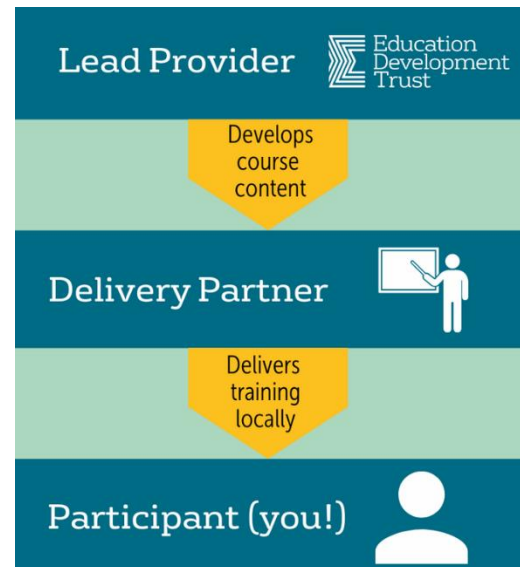 Lead Provider
Education
Development
Trust
Develops
course
content
Delivery Partner
Delivers
training
locally
Participant (you!)